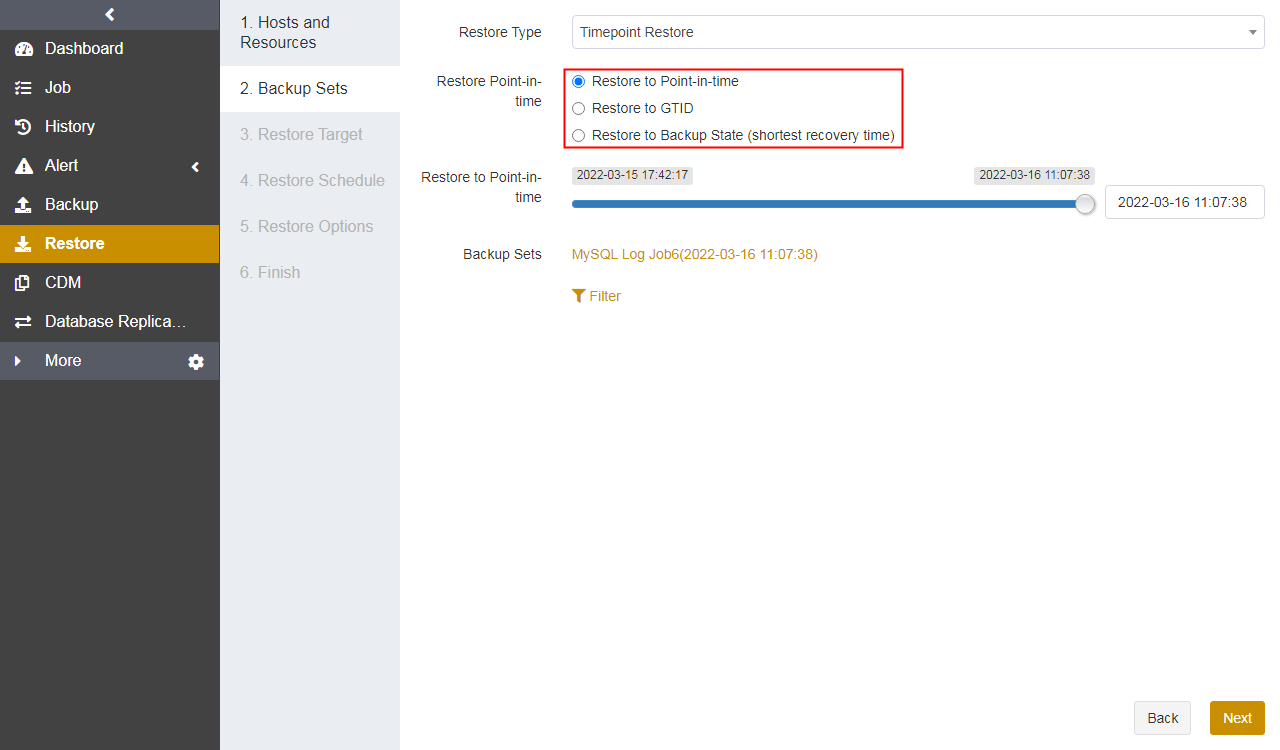 Dashboard
Job
History
Alert
Backup
Restore
CDM
Database Replica...
More
1. Hosts and
Resources
2. Backup Sets
3. Restore Target
4. Restore Schedule
5. Restore Options
6. Finish
Restore Type
Timepoint Restore
Restore Point-in-
time
Restore to Point-in-time
Restore to GTID
Restore to Backup State (shortest recovery time)
Restore to Point-in-
time
2022-03-15 17:42:17
2022-03-16 11:07:38
2022-03-16 11:07:38
Backup Sets
MySQL Log Job6(2022-03-16 11:07:38)
Filter
Back
Next